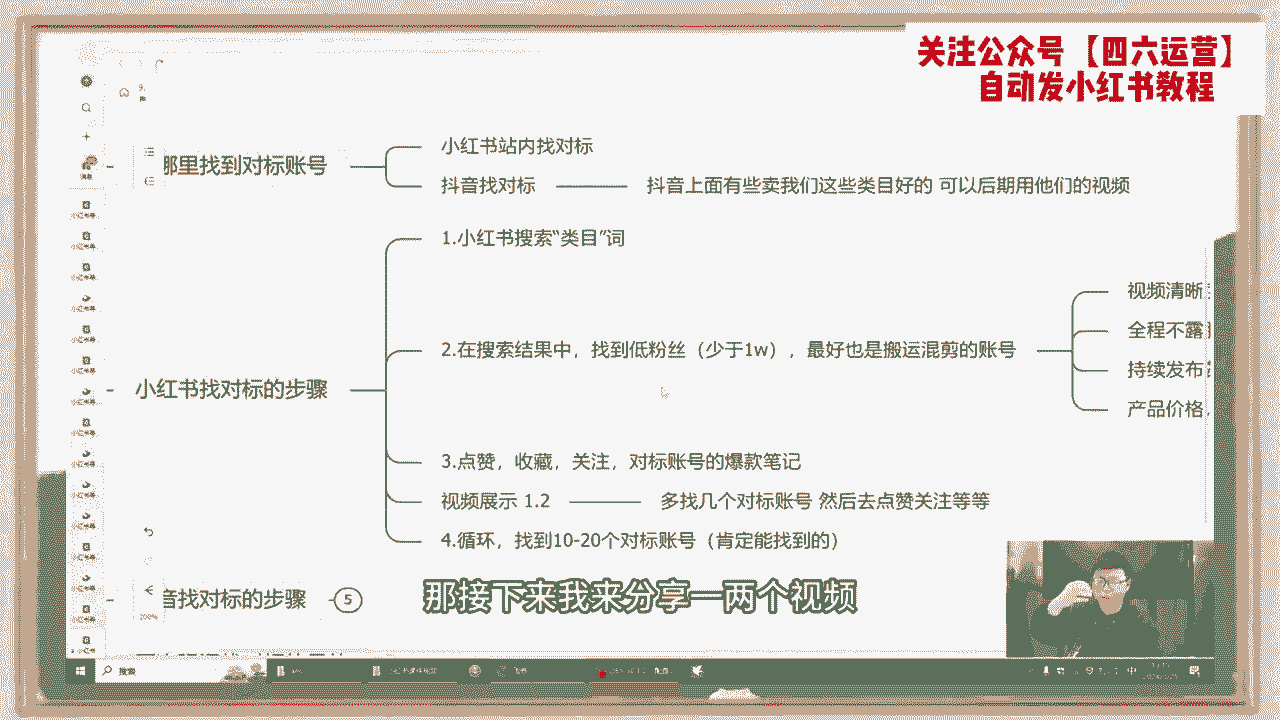 关注公众号【四六运营】
自动发小红书教程
哪里找到对标账号
小红书站内找对标
抖音找对标
抖音上面有些卖我们这些类目好的 可以后期用他们的视频
小红书找对标的步骤
1.小红书搜索“类目”词
2.在搜索结果中，找到低粉丝（少于1w），最好也是搬运混剪的账号
视频清晰
全程不露
持续发布
产品价格
3.点赞，收藏，关注，对标账号的爆款笔记
视频展示 1.2
多找几个对标账号 然后去点赞关注等等
4.循环，找到10-20个对标账号（肯定能找到的）
音找对标的步骤
5
那接下来我来分享一两个视频
200%
搜索
中